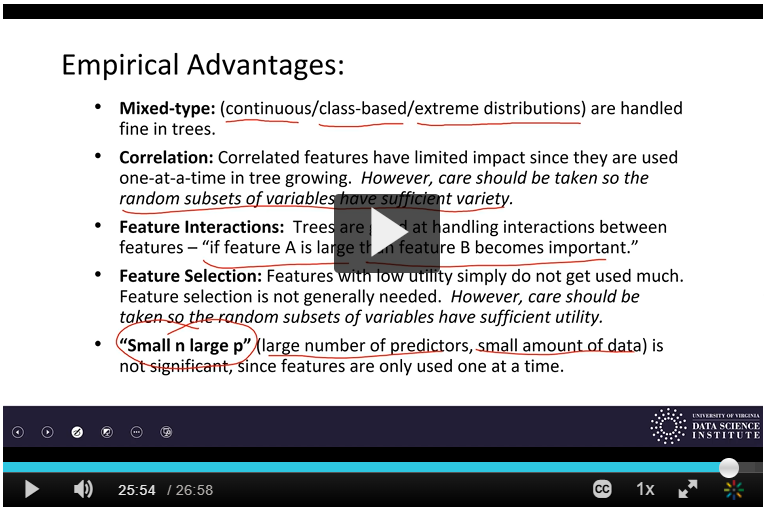 Empirical Advantages:
• Mixed-type: (continuous/class-based/extreme distributions) are handled
fine in trees.
• Correlation: Correlated features have limited impact since they are used
one-at-a-time in tree growing. However, care should be taken so the
random subsets of variables have sufficient variety.
• Feature Interactions: Trees are at handling interactions between
features – “if feature A is large than feature B becomes important.”
• Feature Selection: Features with low utility simply do not get used much.
Feature selection is not generally needed. However, care should be
taken so the random subsets of variables have sufficient utility.
• “Small n large p” (large number of predictors, small amount of data) is
not significant, since features are only used one at a time.
UNIVERSITY OF VIRGINIA
DATA SCIENCE
INSTITUTE
25:54 / 26:58
CC
1x